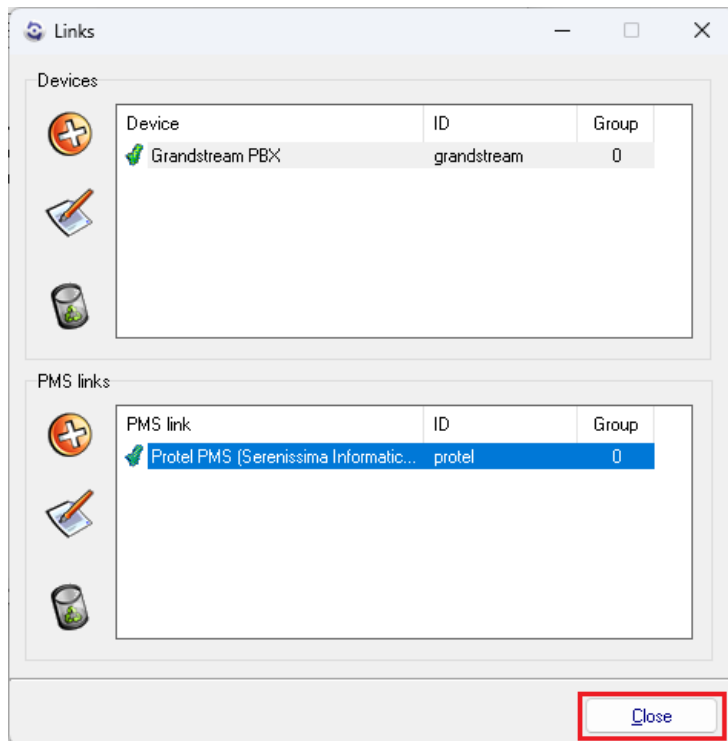 Links
Devices
Device ID Group
Grandstream PBX grandstream 0
PMS links
PMS link ID Group
Protel PMS (Serenissima Informatic... protel 0
Close